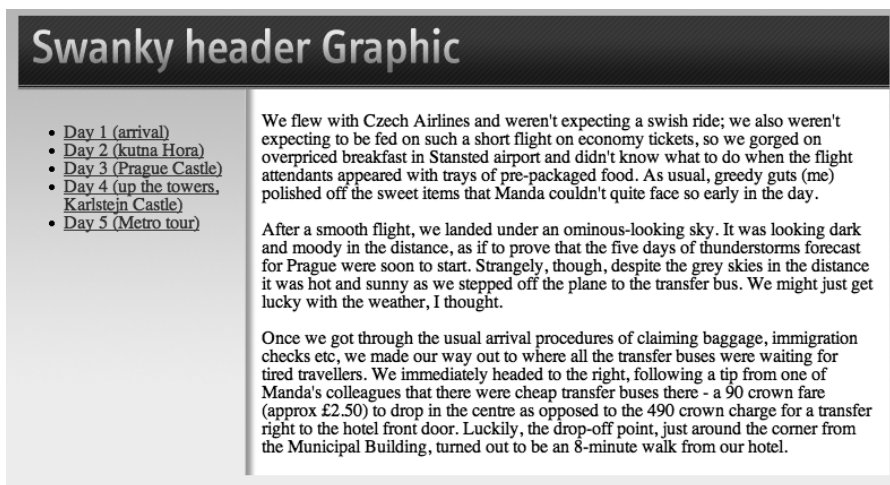 Swanky header Graphic
Day 1 (arrival)
Day 2 (kutna Hora)
Day 3 (Prague Castle)
Day 4 (up the towers,
Karlstejn Castle)
Day 5 (Metro tour)
We flew with Czech Airlines and weren't expecting a swish ride; we also weren't
expecting to be fed on such a short flight on economy tickets, so we gorged on
overpriced breakfast in Stansted airport and didn't know what to do when the flight
attendants appeared with trays of pre-packaged food. As usual, greedy guts (me)
polished off the sweet items that Manda couldn't quite face so early in the day.
After a smooth flight, we landed under an ominous-looking sky. It was looking dark
and moody in the distance, as if to prove that the five days of thunderstorms forecast
for Prague were soon to start. Strangely, though, despite the grey skies in the distance
it was hot and sunny as we stepped off the plane to the transfer bus. We might just get
lucky with the weather, I thought.
Once we got through the usual arrival procedures of claiming baggage, immigration
checks etc, we made our way out to where all the transfer buses were waiting for
tired travellers. We immediately headed to the right, following a tip from one of
Manda's colleagues that there were cheap transfer buses there - a 90 crown fare
(approx £2.50) to drop in the centre as opposed to the 490 crown charge for a transfer
right to the hotel front door. Luckily, the drop-off point, just around the corner from
the Municipal Building, turned out to be an 8-minute walk from our hotel.